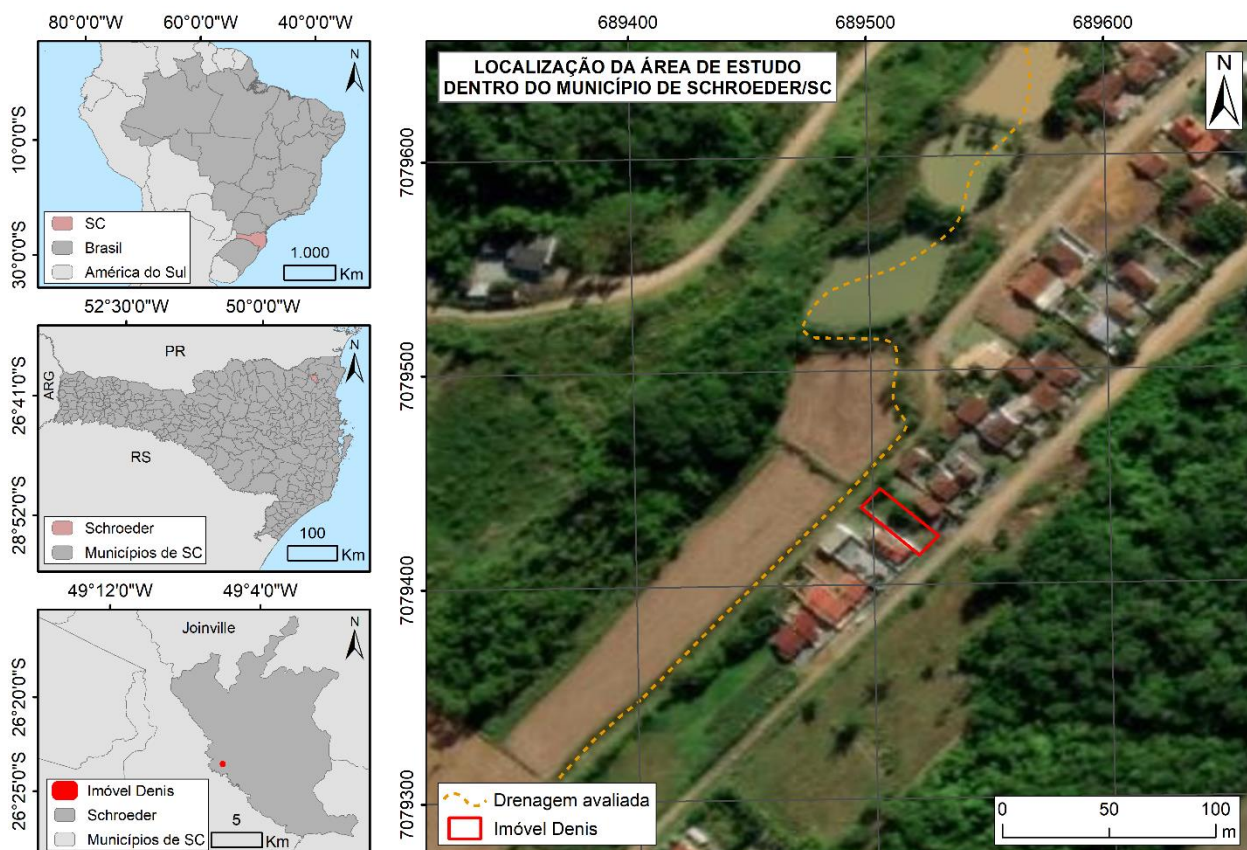 80°0'0"W 60°0'0"W 40°0'0"W
10°0'0"S
30°0'0"S
N
SC
Brasil
América do Sul
1.000
Km
52°30'0"W 50°0'0"W
26°41'0"S
28°52'0"S
N
PR
ARG
RS
Schroeder
Municípios de SC
100
Km
49°12'0"W 49°4'0"W
26°20'0"S
26°25'0"S
Joinville
N
Imóvel Denis
Schroeder
Municípios de SC
5
Km
689400 689500 689600
7079600
7079500
7079400
7079300
LOCALIZAÇÃO DA ÁREA DE ESTUDO
DENTRO DO MUNICÍPIO DE SCHROEDER/SC
N
Drenagem avaliada
Imóvel Denis
0 50 100
m